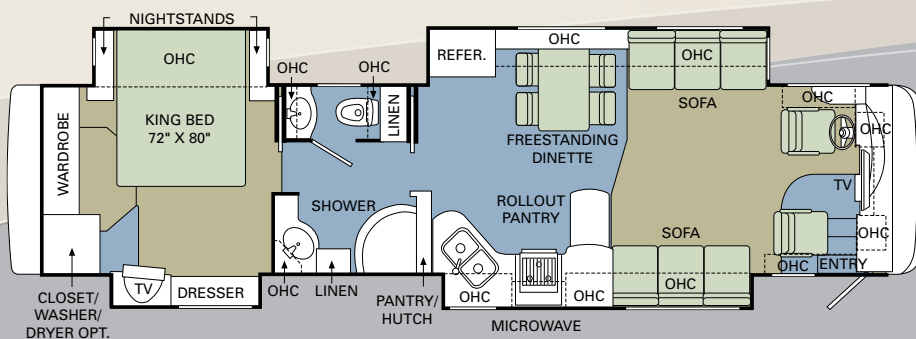 NIGHTSTANDS
OHC
KING BED
72" X 80"
WARDROBE
OHC
OHC
LINEN
REFER.
OHC
FREESTANDING
DINETTE
OHC
SOFA
OHC
OHC
TV
OHC
OHC
ENTRY
SHOWER
ROLLOUT
PANTRY
SOFA
OHC
TV
DRESSER
CLOSET/
WASHER/
DRYER OPT.
OHC
LINEN
PANTRY/
HUTCH
OHC
MICROWAVE
OHC